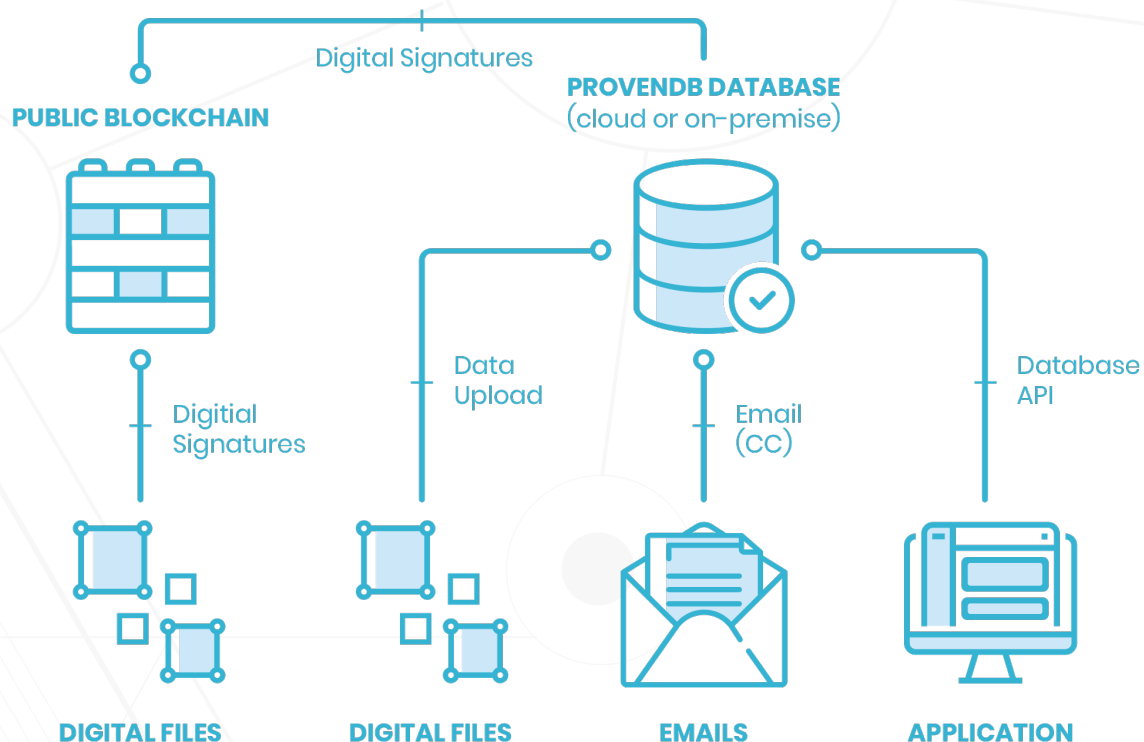 Digital Signatures
PROVENDB DATABASE
(cloud or on-premise)
PUBLIC BLOCKCHAIN
Digitial
Signatures
Data
Upload
Email
(CC)
Database
API
DIGITAL FILES
DIGITAL FILES
EMAILS
APPLICATION